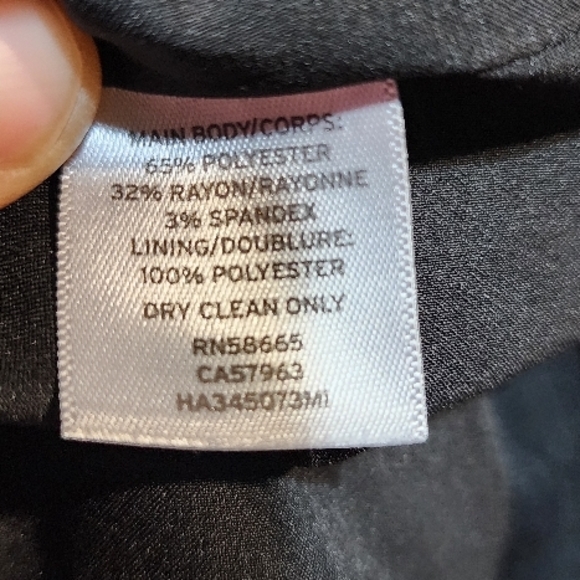 MAIN BODY/CORPS:
65% POLYESTER
32% RAYON/RAYONNE
3% SPANDEX
LINING/DOUBLURE:
100% POLYESTER
DRY CLEAN ONLY
RN58665
CA57963
HA345073MI